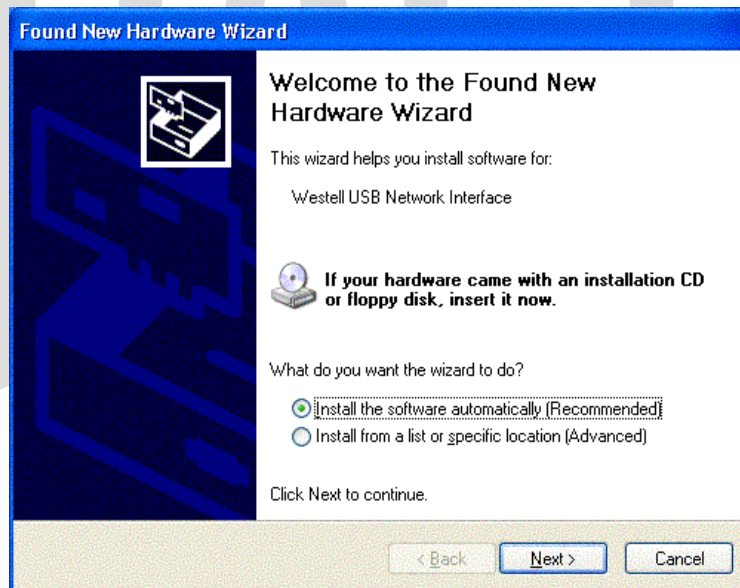 Found New Hardware Wizard
Welcome to the Found New
Hardware Wizard
This wizard helps you install software for:
Westell USB Network Interface
If your hardware came with an installation CD
or floppy disk, insert it now.
What do you want the wizard to do?
Install the software automatically (Recommended)
Install from a list or specific location (Advanced)
Click Next to continue.
< Back
Next >
Cancel